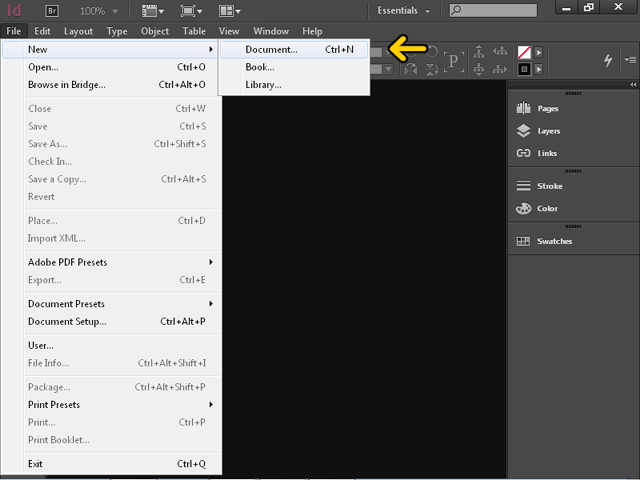 Id Br 100% Essentials
File Edit Layout Type Object Table View Window Help
New
Document... Ctrl+N
Book...
Library...
Open... Ctrl+O
Browse in Bridge... Ctrl+Alt+O
Close Ctrl+W
Save Ctrl+S
Save As... Ctrl+Shift+S
Check In...
Save a Copy... Ctrl+Alt+S
Revert
Place... Ctrl+D
Import XML...
Adobe PDF Presets
Export... Ctrl+E
Document Presets
Document Setup... Ctrl+Alt+P
User...
File Info... Ctrl+Alt+Shift+I
Package... Ctrl+Alt+Shift+P
Print Presets
Print... Ctrl+P
Print Booklet...
Exit Ctrl+Q
P
Pages
Layers
Links
Stroke
Color
Swatches